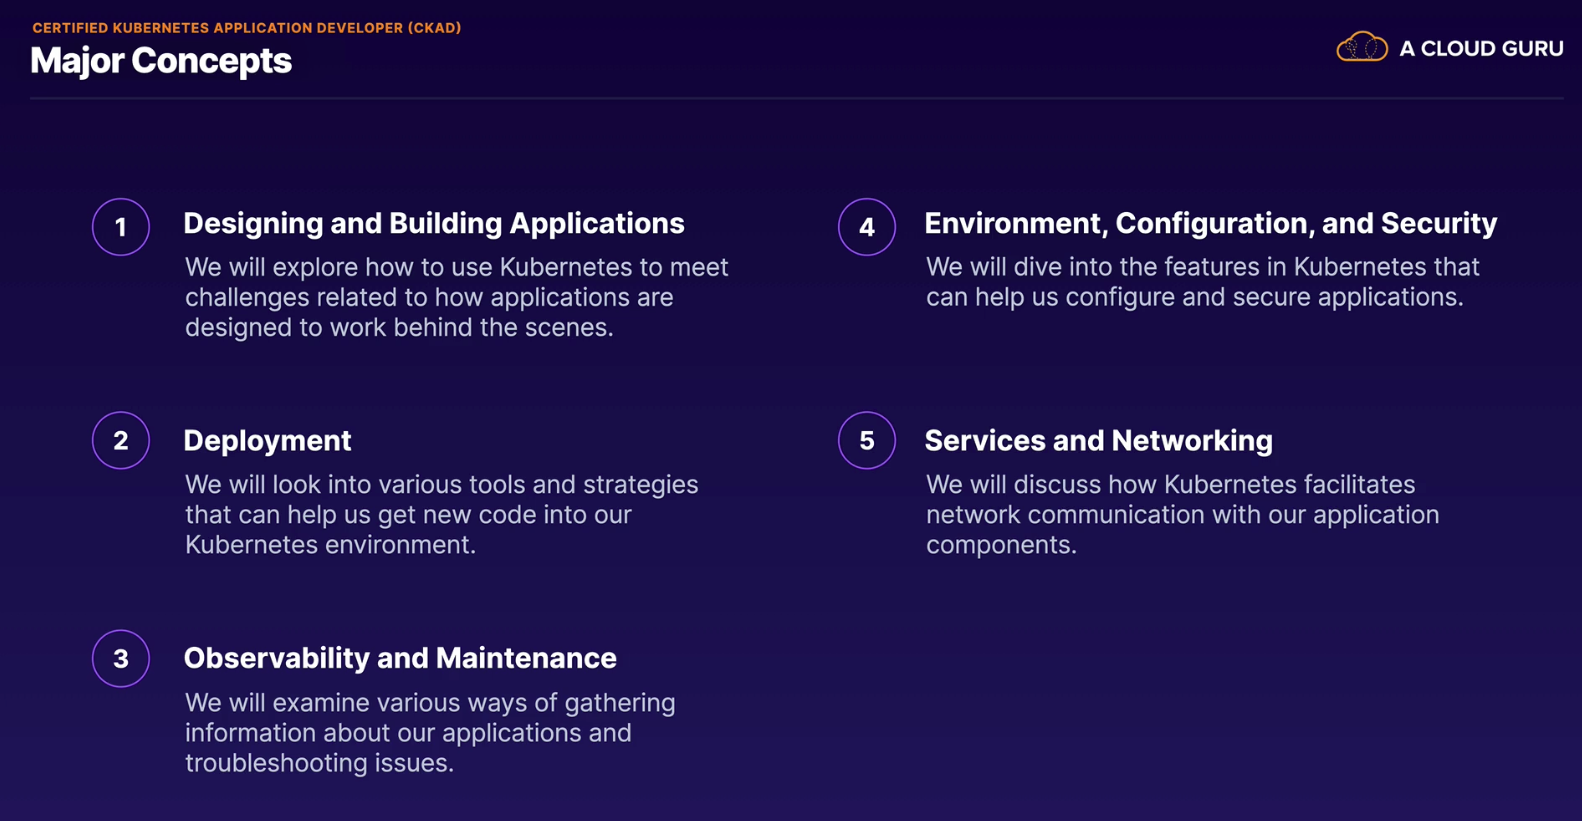 CERTIFIED KUBERNETES APPLICATION DEVELOPER (CKAD)
Major Concepts
A CLOUD GURU
1
Designing and Building Applications
We will explore how to use Kubernetes to meet
challenges related to how applications are
designed to work behind the scenes.
2
Deployment
We will look into various tools and strategies
that can help us get new code into our
Kubernetes environment.
3
Observability and Maintenance
We will examine various ways of gathering
information about our applications and
troubleshooting issues.
4
Environment, Configuration, and Security
We will dive into the features in Kubernetes that
can help us configure and secure applications.
5
Services and Networking
We will discuss how Kubernetes facilitates
network communication with our application
components.